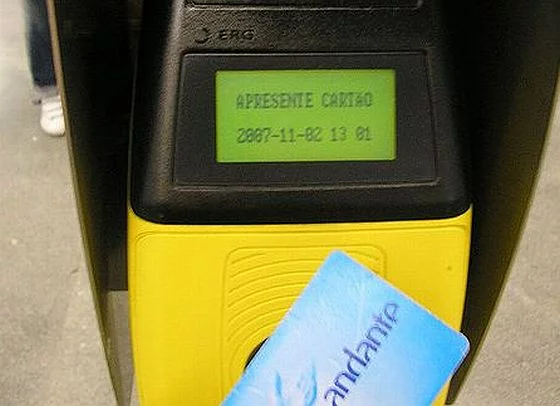 ERG
APRESENTE CARTAO
2007-11-02 13 01
andante